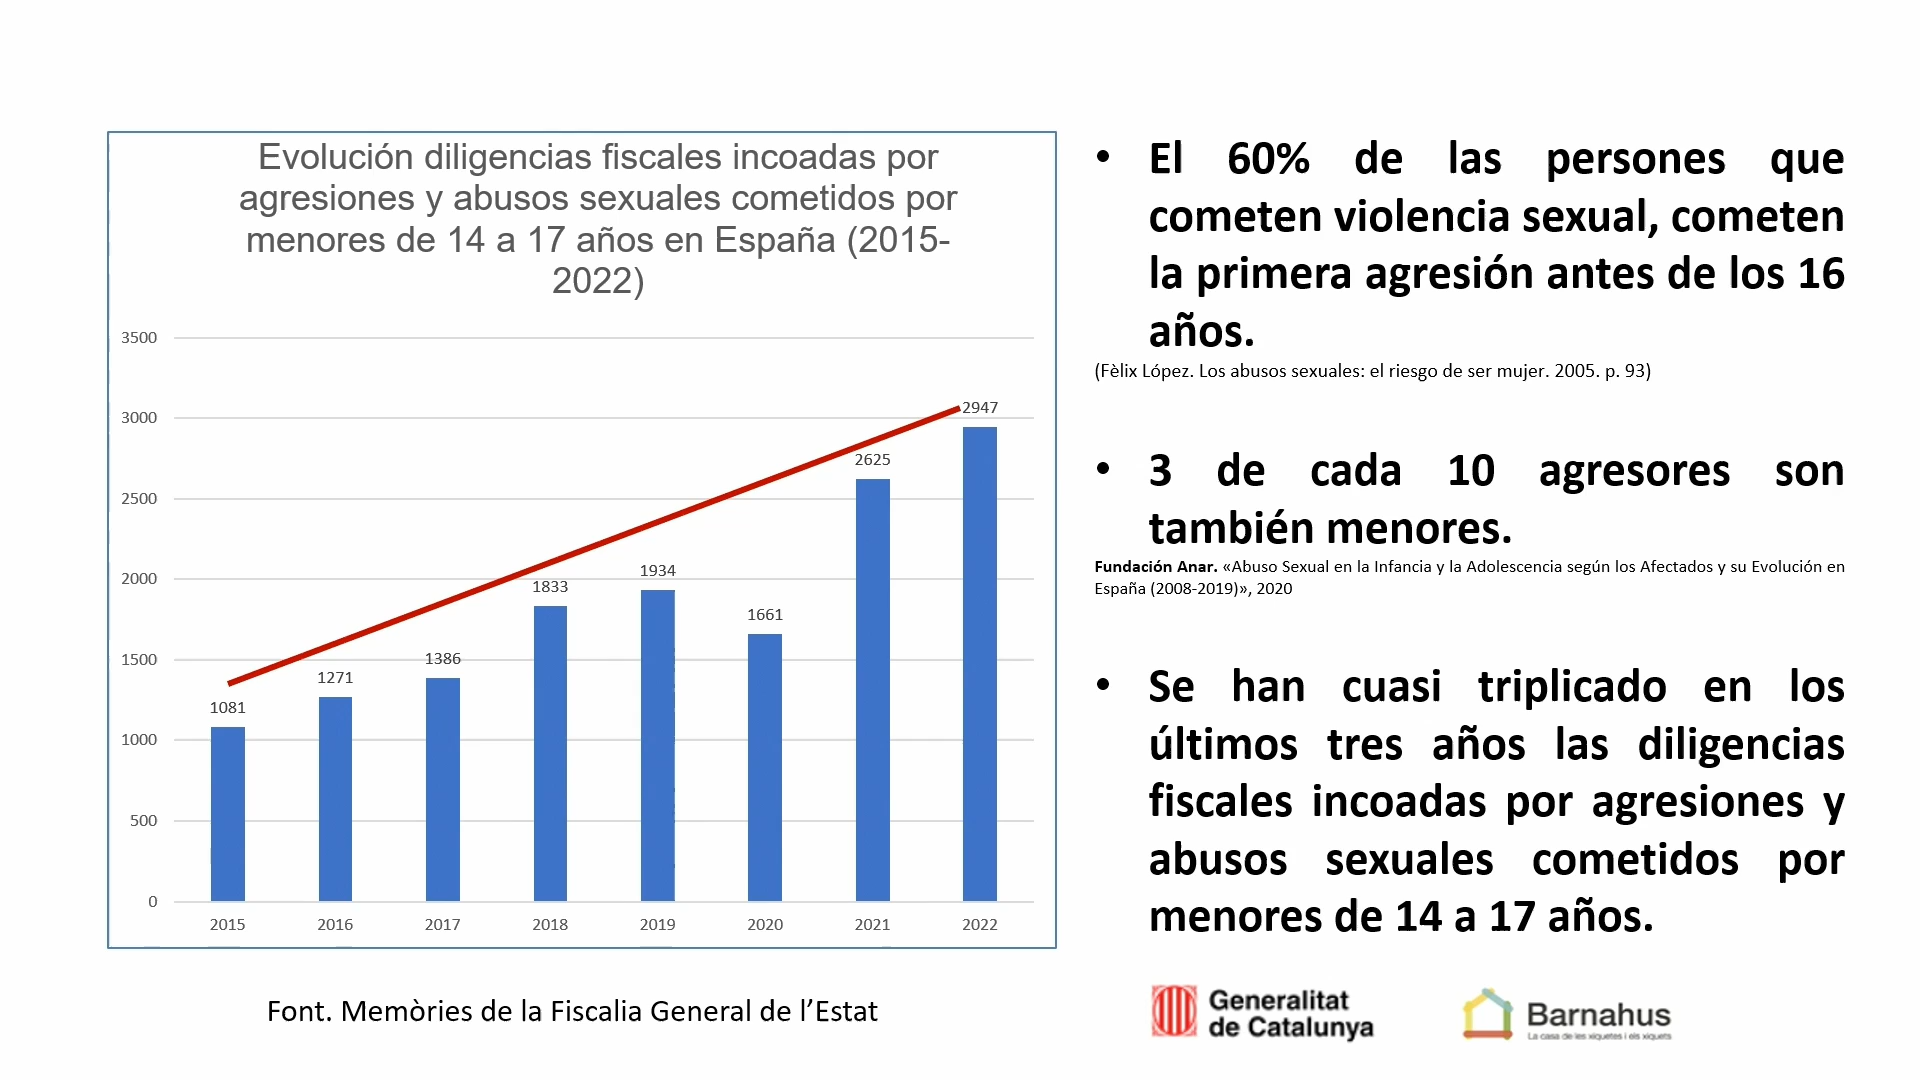 Evolución diligencias fiscales incoadas por
agresiones y abusos sexuales cometidos por
menores de 14 a 17 años en España (2015-
2022)
3500
3000
2500
2000
1500
1000
500
0
1081
1271
1386
1833
1934
1661
2625
2947
2015
2016
2017
2018
2019
2020
2021
2022
Font. Memòries de la Fiscalia General de l’Estat
• El 60% de las persones que
cometen violencia sexual, cometen
la primera agresión antes de los 16
años.
(Fèlix López. Los abusos sexuales: el riesgo de ser mujer. 2005. p. 93)
• 3 de cada 10 agresores son
también menores.
Fundación Anar. «Abuso Sexual en la Infancia y la Adolescencia según los Afectados y su Evolución en
España (2008-2019)», 2020
• Se han cuasi triplicado en los
últimos tres años las diligencias
fiscales incoadas por agresiones y
abusos sexuales cometidos por
menores de 14 a 17 años.
Generalitat
de Catalunya
Barnahus
La casa de les xiquetes i els xiquets